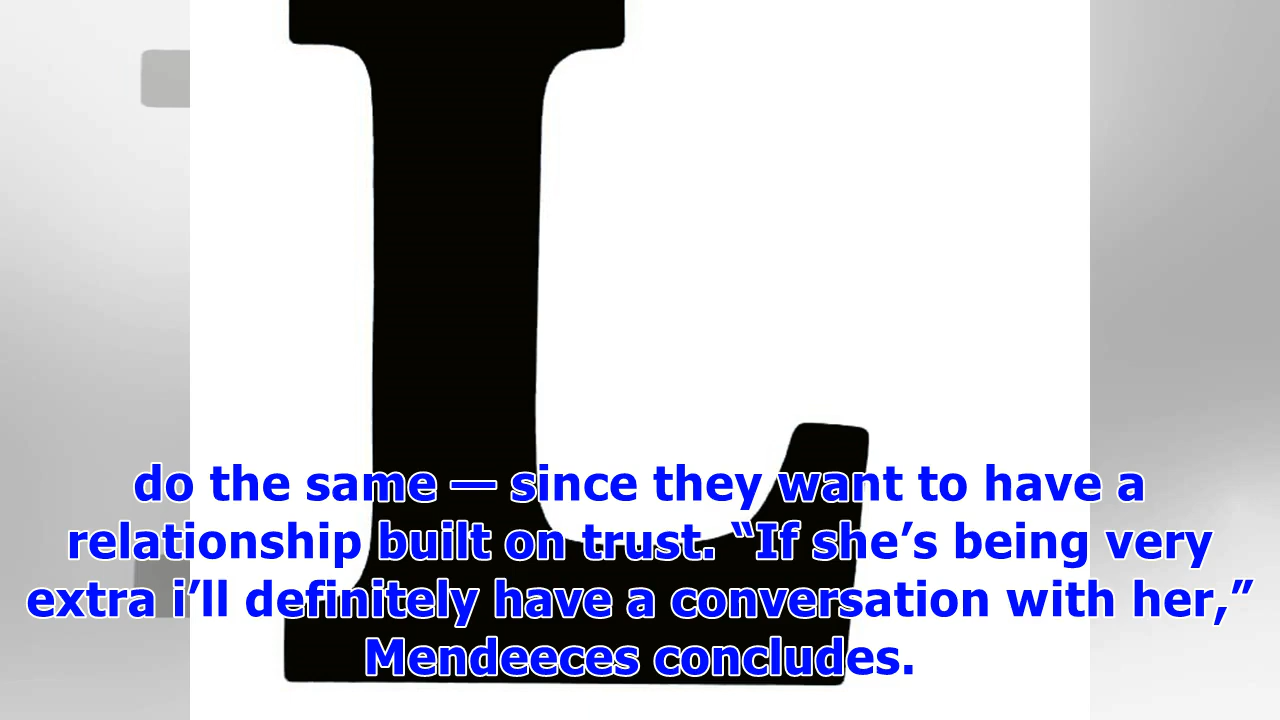 L
do the same — since they want to have a
relationship built on trust. “If she’s being very
extra i’ll definitely have a conversation with her,”
Mendeeces concludes.